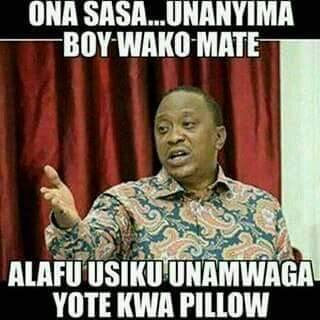 ONA SASA...UNANYIMA
BOY WAKO MATE
ALAFU USIKU UNAMWAGA
YOTE KWA PILLOW